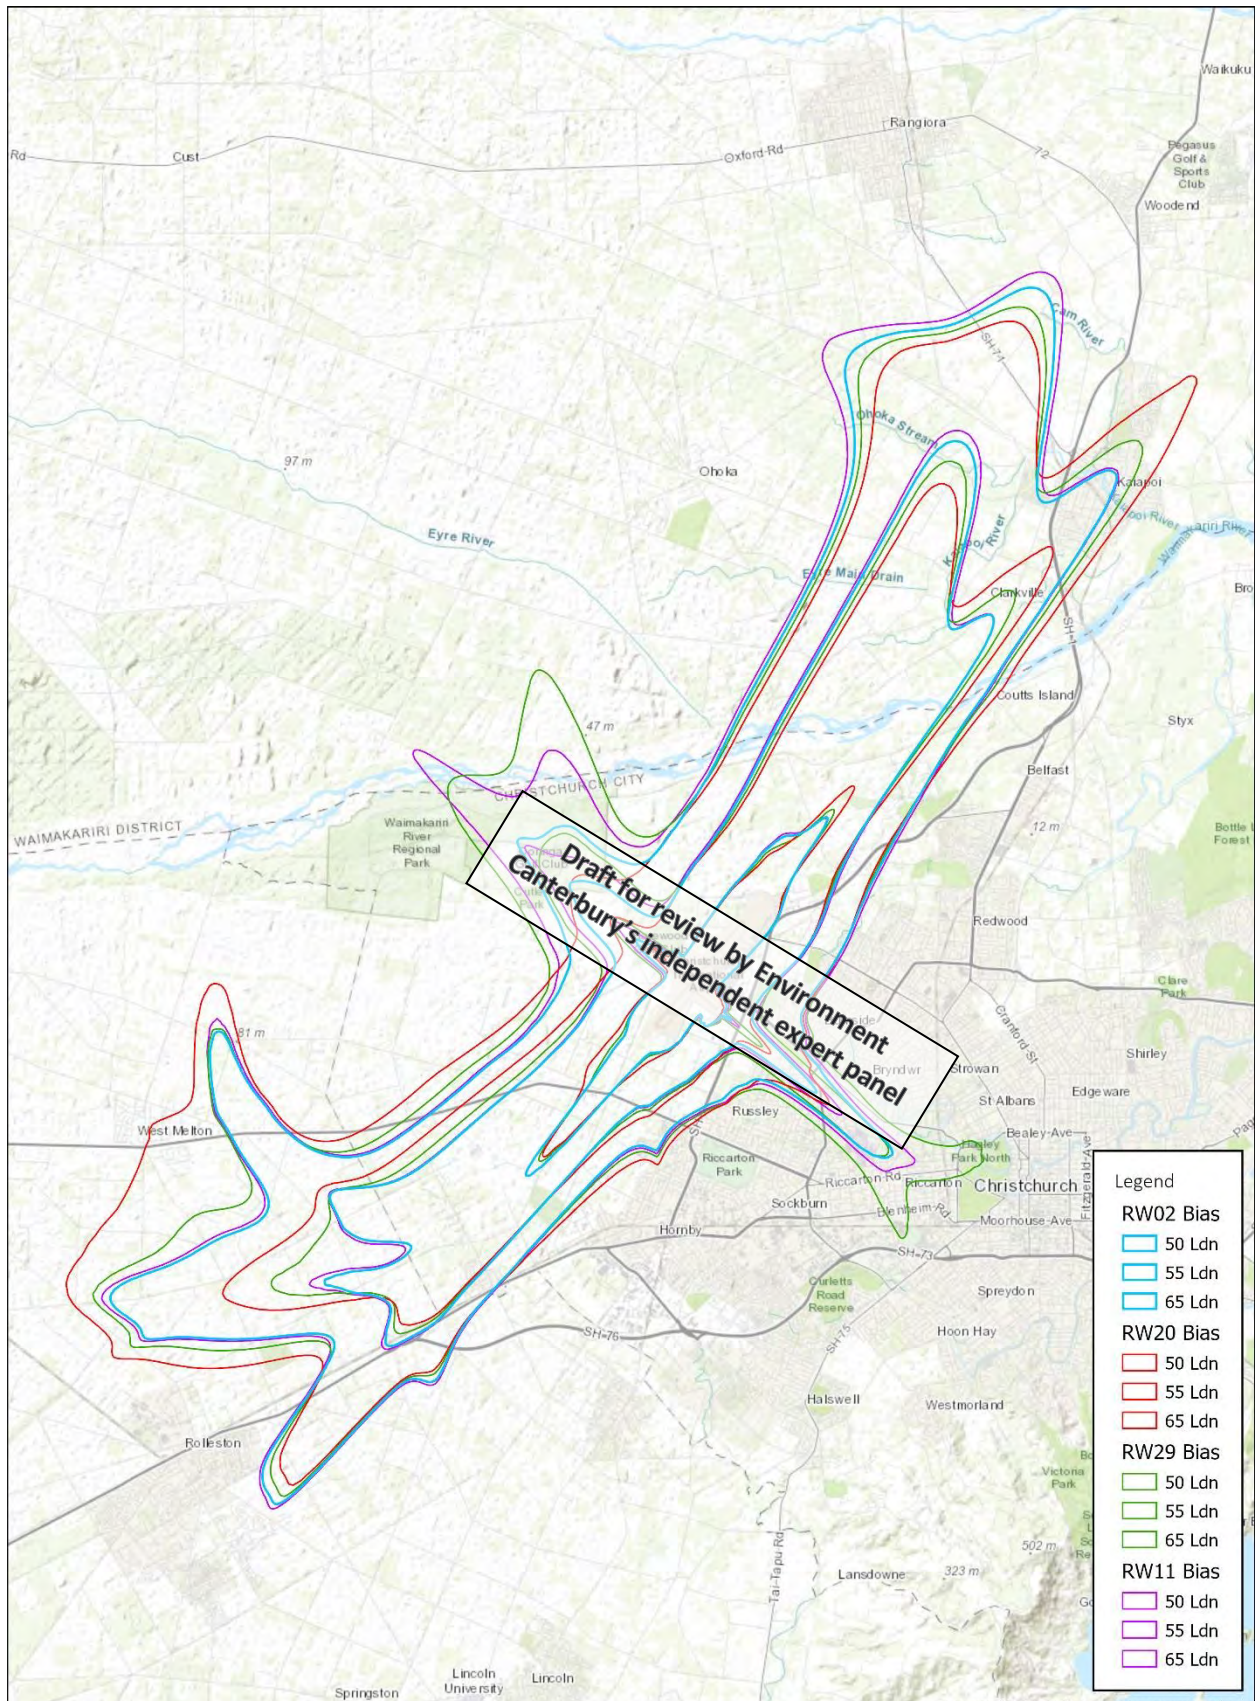 Waikuku
Rangiora
Rd
Cust
Oxford-Rd
72
Pegasus
Golf &
Sports
Club
Woodend
Cam River
SH-71
Ohoka Stream
97 m
Ohoka
Kaiapoi
Eyre River
Eyre Main Drain
Clarkville
SH-1
Bro
Coutts Island
47 m
Styx
CHRISTCHURCH CITY
Belfast
WAIMAKARIRI DISTRICT
Waimakariri
River
Regional
Park
12 m
Bottle L
Forest
Draft for review by Environment
Canterbury's independent expert panel
Redwood
Clare
Park
Cranford-St
81 m
Bryndwr
Strowan
Shirley
Edgeware
St Albans
West Melton
Russley
Bealey-Ave
Hagley
Park North
Riccarton
Park
Riccarton-Rd
Riccarton
Christchurch
Fitzgerald-Ave
Sockburn
Blenheim-Rd
Moorhouse-Ave
Hornby
SH-73
Curletts
Road
Reserve
Spreydon
SH-76
SH-75
Hoon Hay
Halswell
Westmorland
Rolleston
Victoria
Park
502 m
Tai-Tapu Rd
Lansdowne
323 m
Lincoln
University
Lincoln
Springston
Legend
RW02 Bias
50 Ldn
55 Ldn
65 Ldn
RW20 Bias
50 Ldn
55 Ldn
65 Ldn
RW29 Bias
50 Ldn
55 Ldn
65 Ldn
RW11 Bias
50 Ldn
55 Ldn
65 Ldn